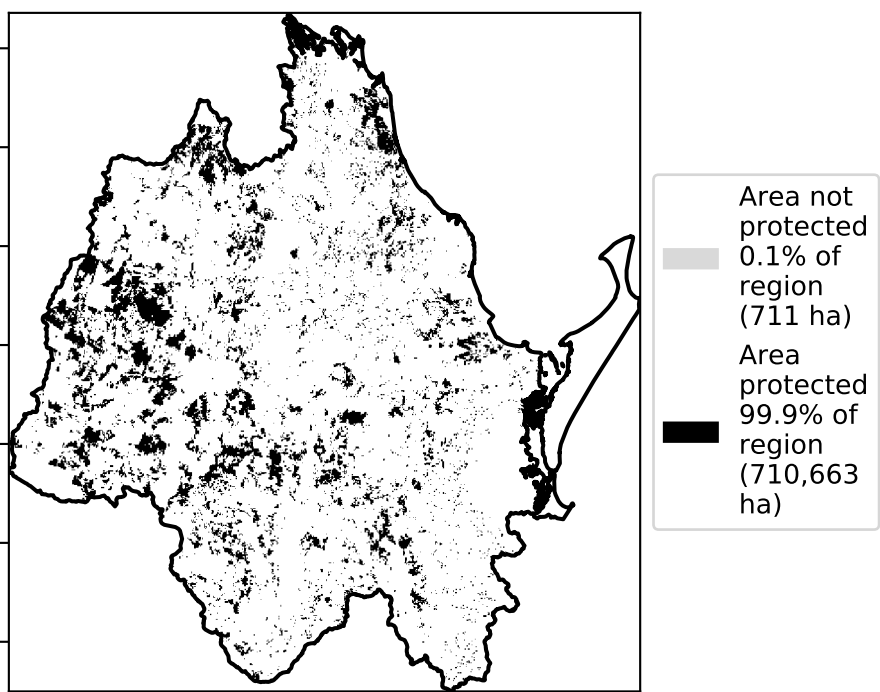 Area not
protected
0.1% of
region
(711 ha)
Area
protected
99.9% of
region
(710,663
ha)